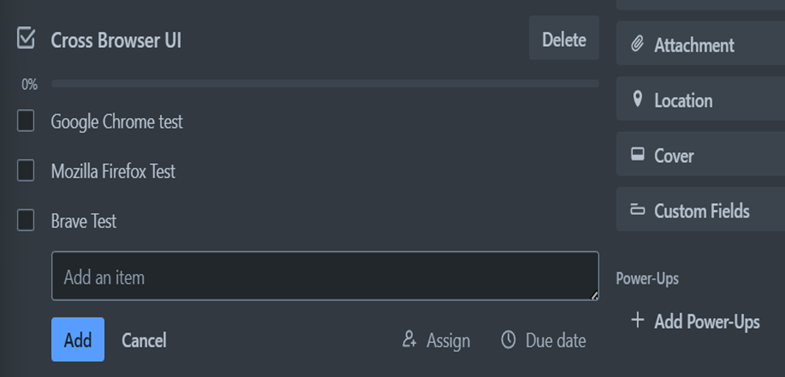 Cross Browser UI
Delete
0%
Google Chrome test
Mozilla Firefox Test
Brave Test
Add an item
Add
Cancel
Assign
Due date
Attachment
Location
Cover
Custom Fields
Power-Ups
Add Power-Ups